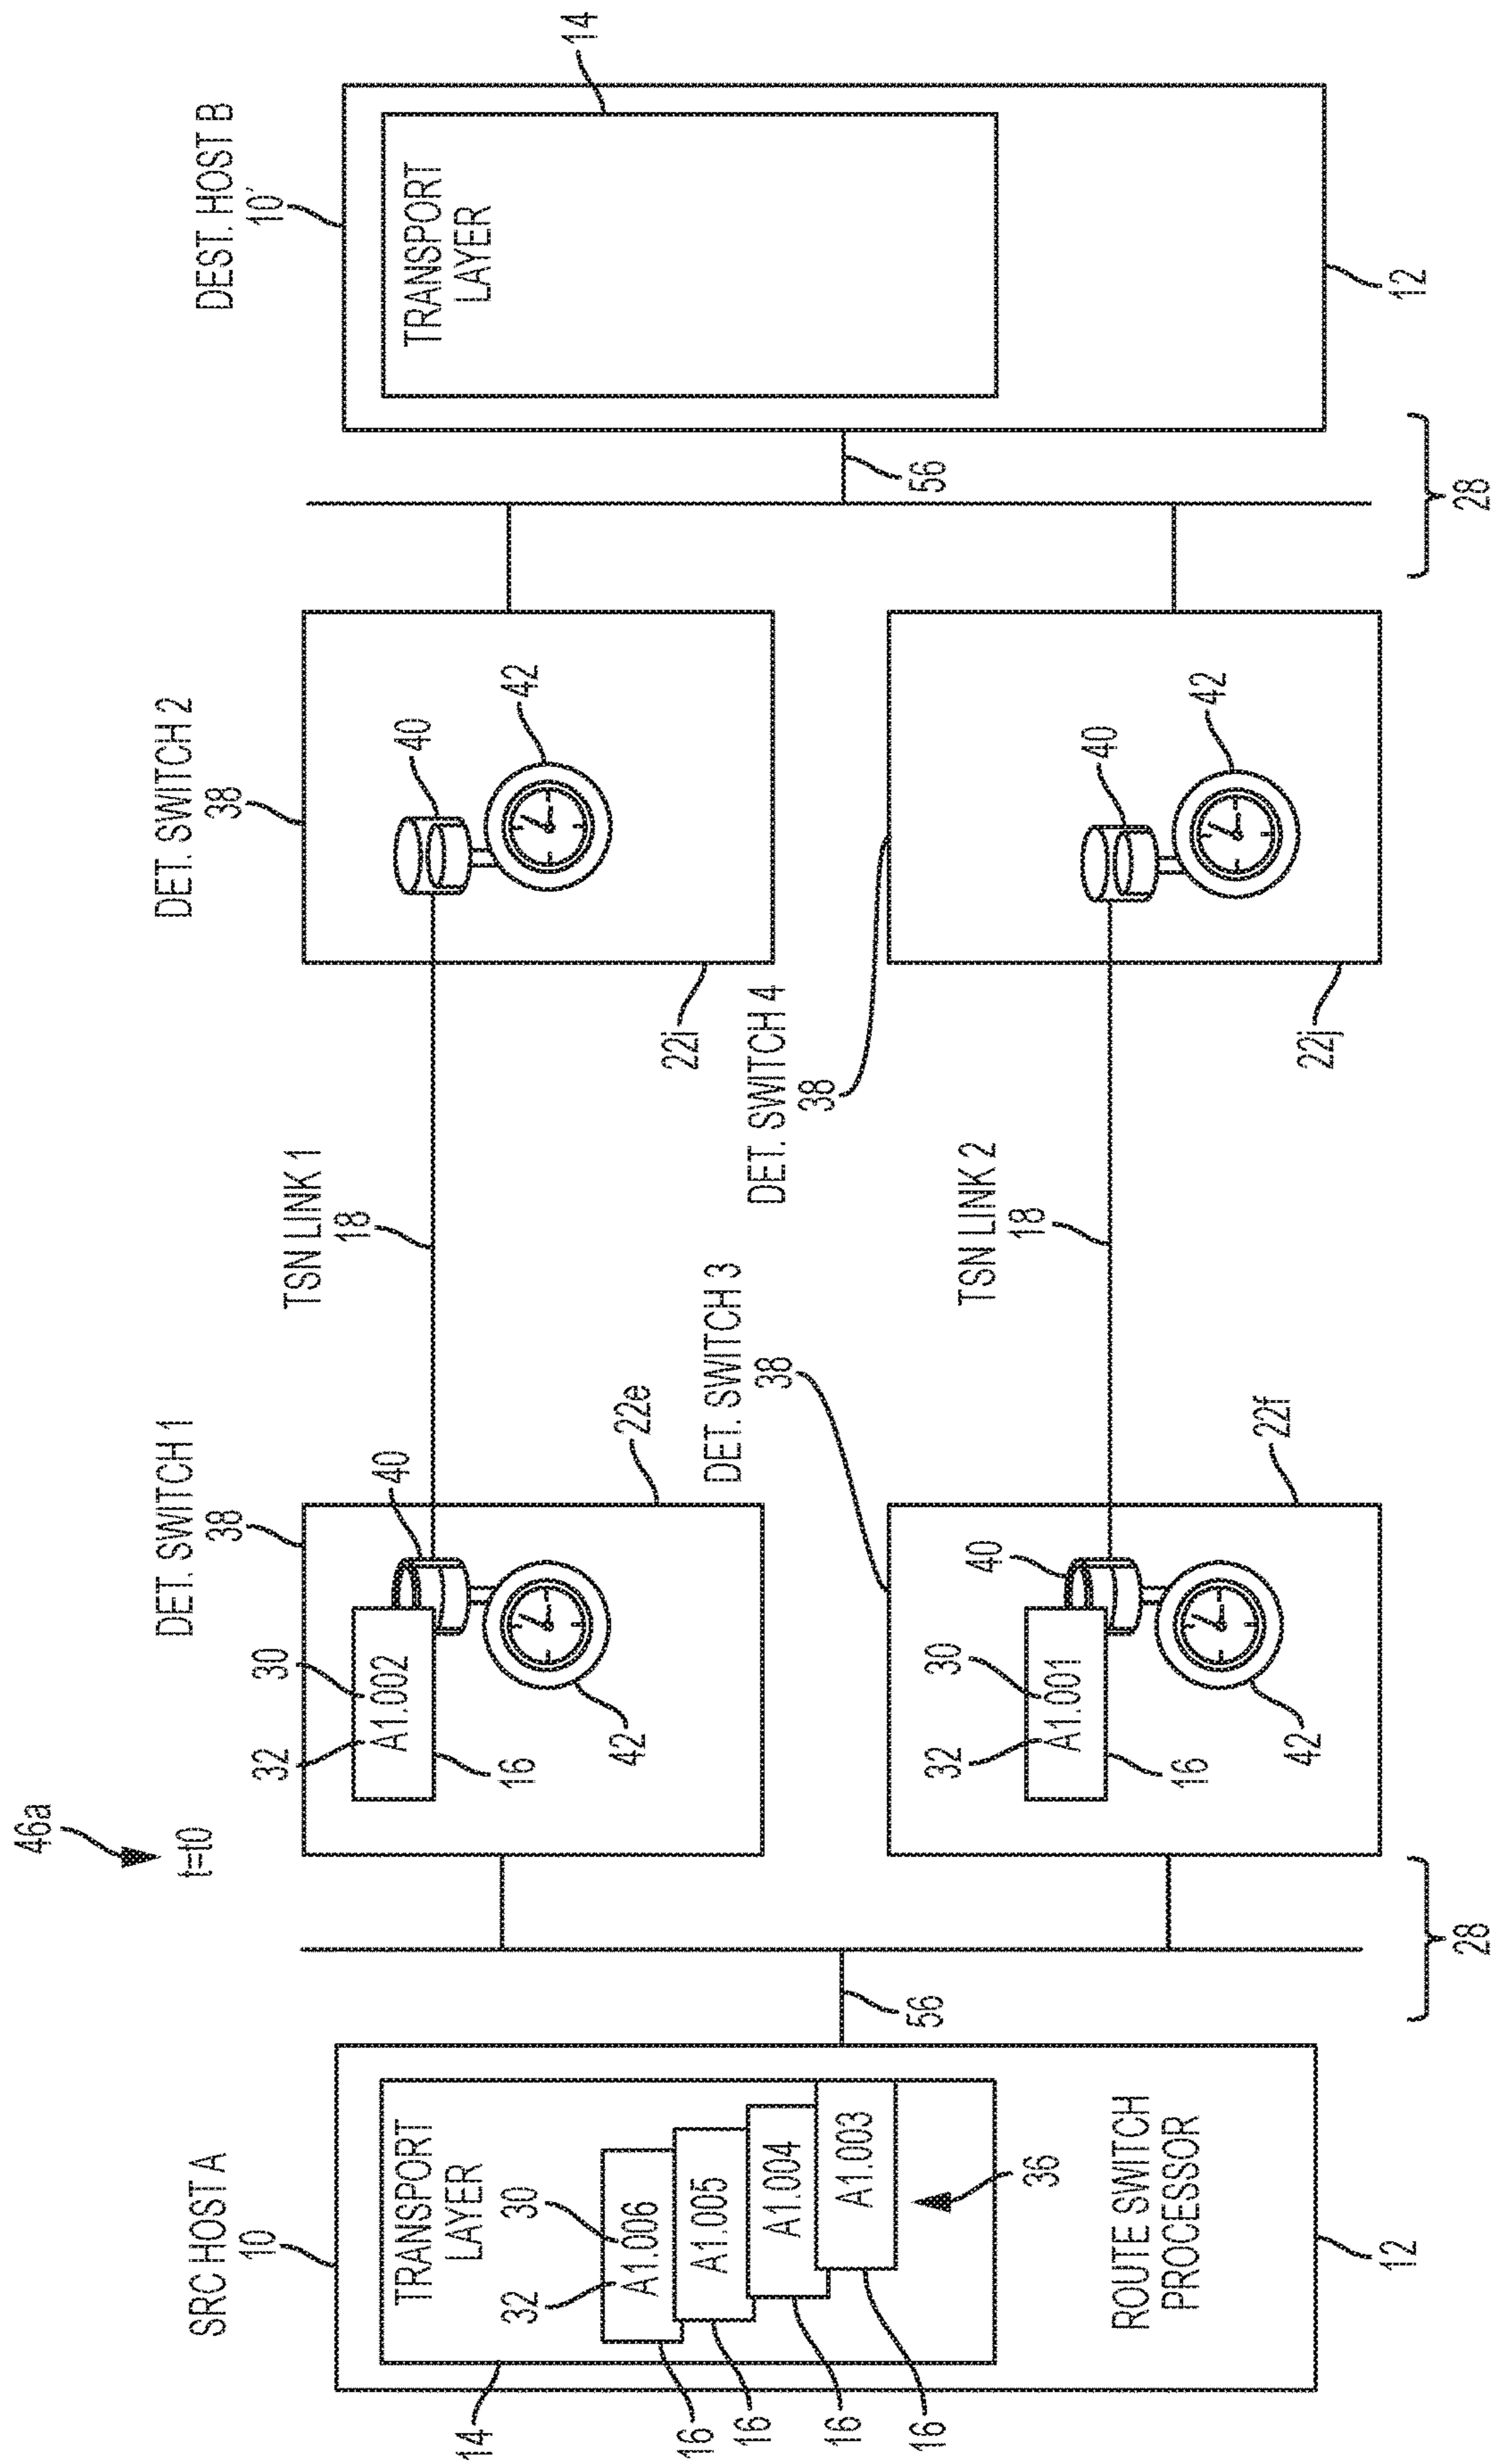 46a
t=t0
SRC HOST A
10
TRANSPORT
LAYER
32
30
A1.006
A1.005
A1.004
A1.003
36
ROUTE SWITCH
PROCESSOR
14
16
16
16
16
12
56
28
DET. SWITCH 1
38
32
30
A1.002
16
40
42
22e
DET. SWITCH 3
38
32
30
A1.001
16
40
42
22f
TSN LINK 1
18
TSN LINK 2
18
DET. SWITCH 2
38
40
42
22i
DET. SWITCH 4
38
40
42
22j
56
28
DEST. HOST B
10'
TRANSPORT
LAYER
14
12